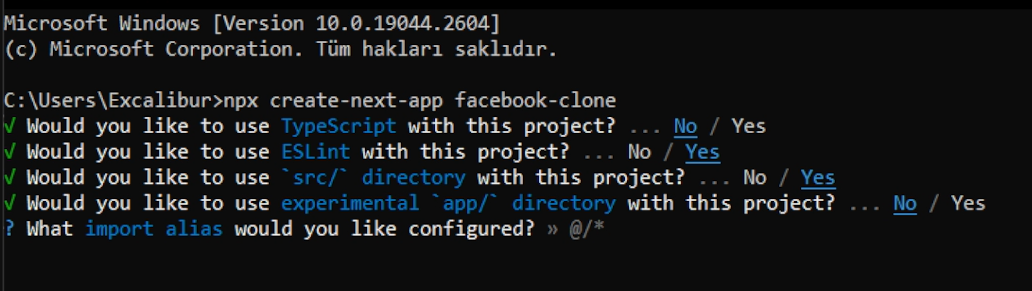 Microsoft Windows [Version 10.0.19044.2604]
(c) Microsoft Corporation. Tüm hakları saklıdır.
C:\Users\Excalibur>npx create-next-app facebook-clone
√ Would you like to use TypeScript with this project? ... No / Yes
√ Would you like to use ESLint with this project? ... No / Yes
√ Would you like to use `src/` directory with this project? ... No / Yes
√ Would you like to use experimental `app/` directory with this project? ... No / Yes
? What import alias would you like configured? » @/*